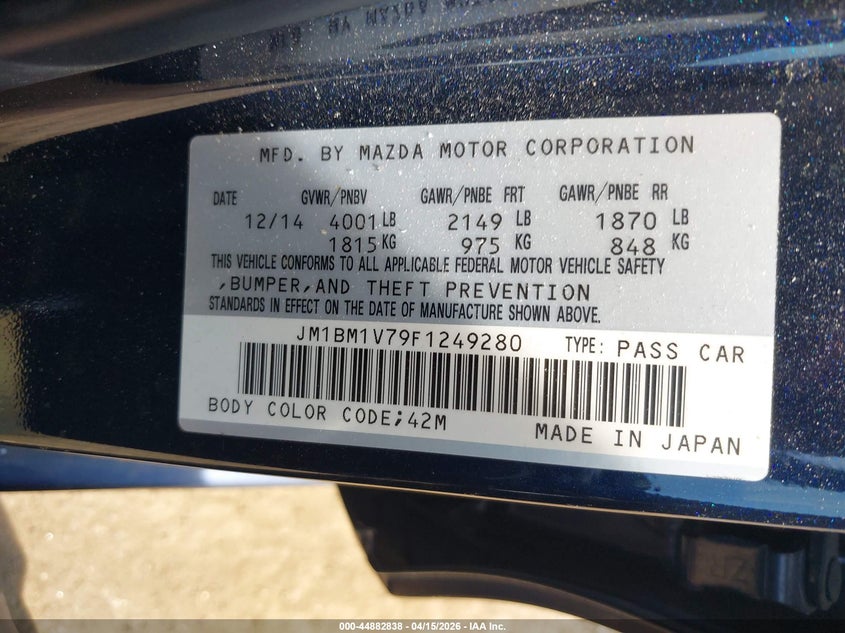 MFD. BY MAZDA MOTOR CORPORATION
DATE GVWR/PNBV GAWR/PNBE FRT GAWR/PNBE RR
12/14 4001 LB 2149 LB 1870 LB
1815 KG 975 KG 848 KG
THIS VEHICLE CONFORMS TO ALL APPLICABLE FEDERAL MOTOR VEHICLE SAFETY
,BUMPER,AND THEFT PREVENTION
STANDARDS IN EFFECT ON THE DATE OF MANUFACTURE SHOWN ABOVE.
JM1BM1V79F1249280 TYPE: PASS CAR
BODY COLOR CODE;42M
MADE IN JAPAN
000-44882838 - 04/15/2026 - IAA Inc.